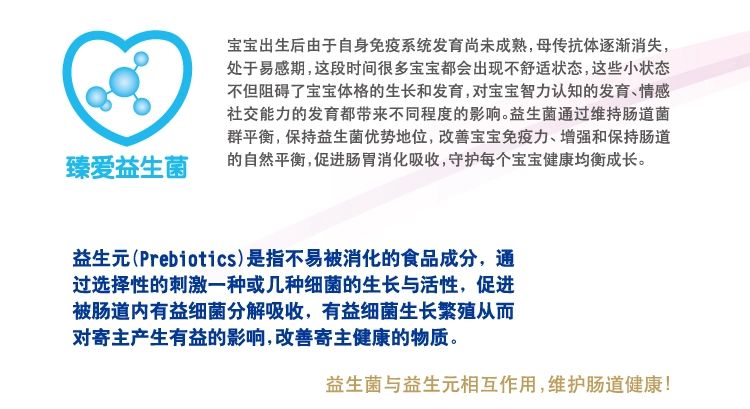 宝宝出生后由于自身免疫系统发育尚未成熟,母传抗体逐渐消失,
处于易感期,这段时间很多宝宝都会出现不舒适状态,这些小状态
不但阻碍了宝宝体格的生长和发育,对宝宝智力认知的发育、情感
社交能力的发育都带来不同程度的影响。益生菌通过维持肠道菌
群平衡,保持益生菌优势地位,改善宝宝免疫力、增强和保持肠道
的自然平衡,促进肠胃消化吸收,守护每个宝宝健康均衡成长。
臻爱益生菌
益生元(Prebiotics)是指不易被消化的食品成分,通
过选择性的刺激一种或几种细菌的生长与活性,促进
被肠道内有益细菌分解吸收,有益细菌生长繁殖从而
对寄主产生有益的影响,改善寄主健康的物质。
益生菌与益生元相互作用,维护肠道健康!